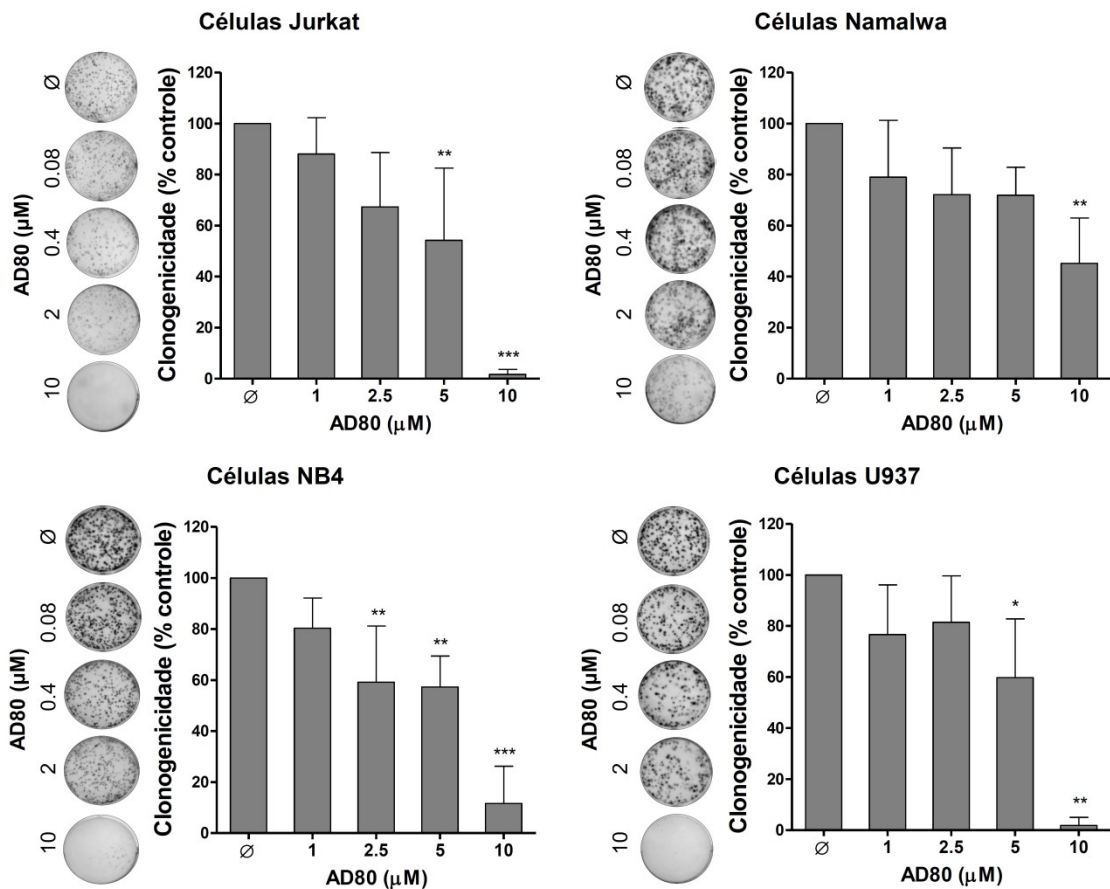 Células Jurkat
AD80 (µM)
Ø
0.08
0.4
2
10
Clonogenicidade (% controle)
120
100
80
60
40
20
0
**
***
Ø 1 2.5 5 10
AD80 (µM)
Células Namalwa
AD80 (µM)
Ø
0.08
0.4
2
10
Clonogenicidade (% controle)
120
100
80
60
40
20
0
**
Ø 1 2.5 5 10
AD80 (µM)
Células NB4
AD80 (µM)
Ø
0.08
0.4
2
10
Clonogenicidade (% controle)
120
100
80
60
40
20
0
** **
***
Ø 1 2.5 5 10
AD80 (µM)
Células U937
AD80 (µM)
Ø
0.08
0.4
2
10
Clonogenicidade (% controle)
120
100
80
60
40
20
0
*
**
Ø 1 2.5 5 10
AD80 (µM)